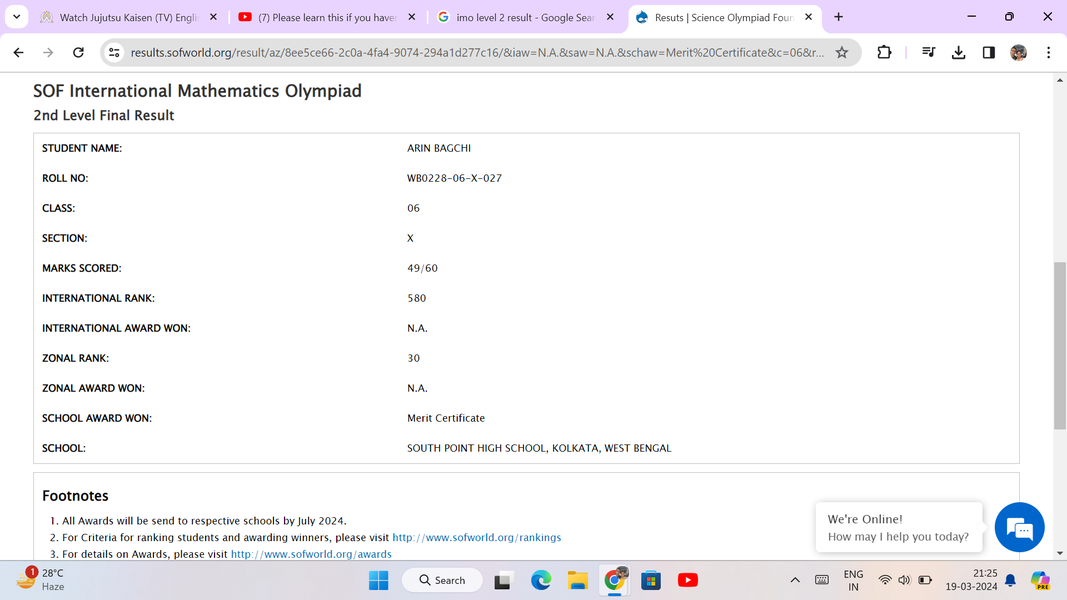 Watch Jujutsu Kaisen (TV) Engli
(7) Please learn this if you have
imo level 2 result - Google Sear
Resuts | Science Olympiad Foun
results.sofworld.org/result/az/8ee5ce66-2c0a-4fa4-9074-294a1d277c16/&iaw=N.A.&saw=N.A.&schaw=Merit%20Certificate&c=06&r...
SOF International Mathematics Olympiad
2nd Level Final Result
STUDENT NAME: ARIN BAGCHI
ROLL NO: WB0228-06-X-027
CLASS: 06
SECTION: X
MARKS SCORED: 49/60
INTERNATIONAL RANK: 580
INTERNATIONAL AWARD WON: N.A.
ZONAL RANK: 30
ZONAL AWARD WON: N.A.
SCHOOL AWARD WON: Merit Certificate
SCHOOL: SOUTH POINT HIGH SCHOOL, KOLKATA, WEST BENGAL
Footnotes
1. All Awards will be send to respective schools by July 2024.
2. For Criteria for ranking students and awarding winners, please visit http://www.sofworld.org/rankings
3. For details on Awards, please visit http://www.sofworld.org/awards
We're Online!
How may I help you today?
1
28°C
Haze
Search
ENG
IN
21:25
19-03-2024
PRE